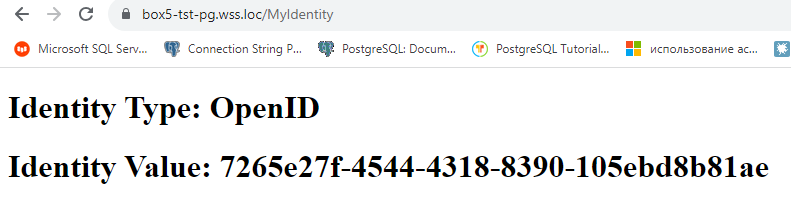 box5-tst-pg.wss.loc/MyIdentity
Microsoft SQL Serv... Connection String P... PostgreSQL: Docum... PostgreSQL Tutorial... использование ас...
Identity Type: OpenID
Identity Value: 7265e27f-4544-4318-8390-105ebd8b81ae